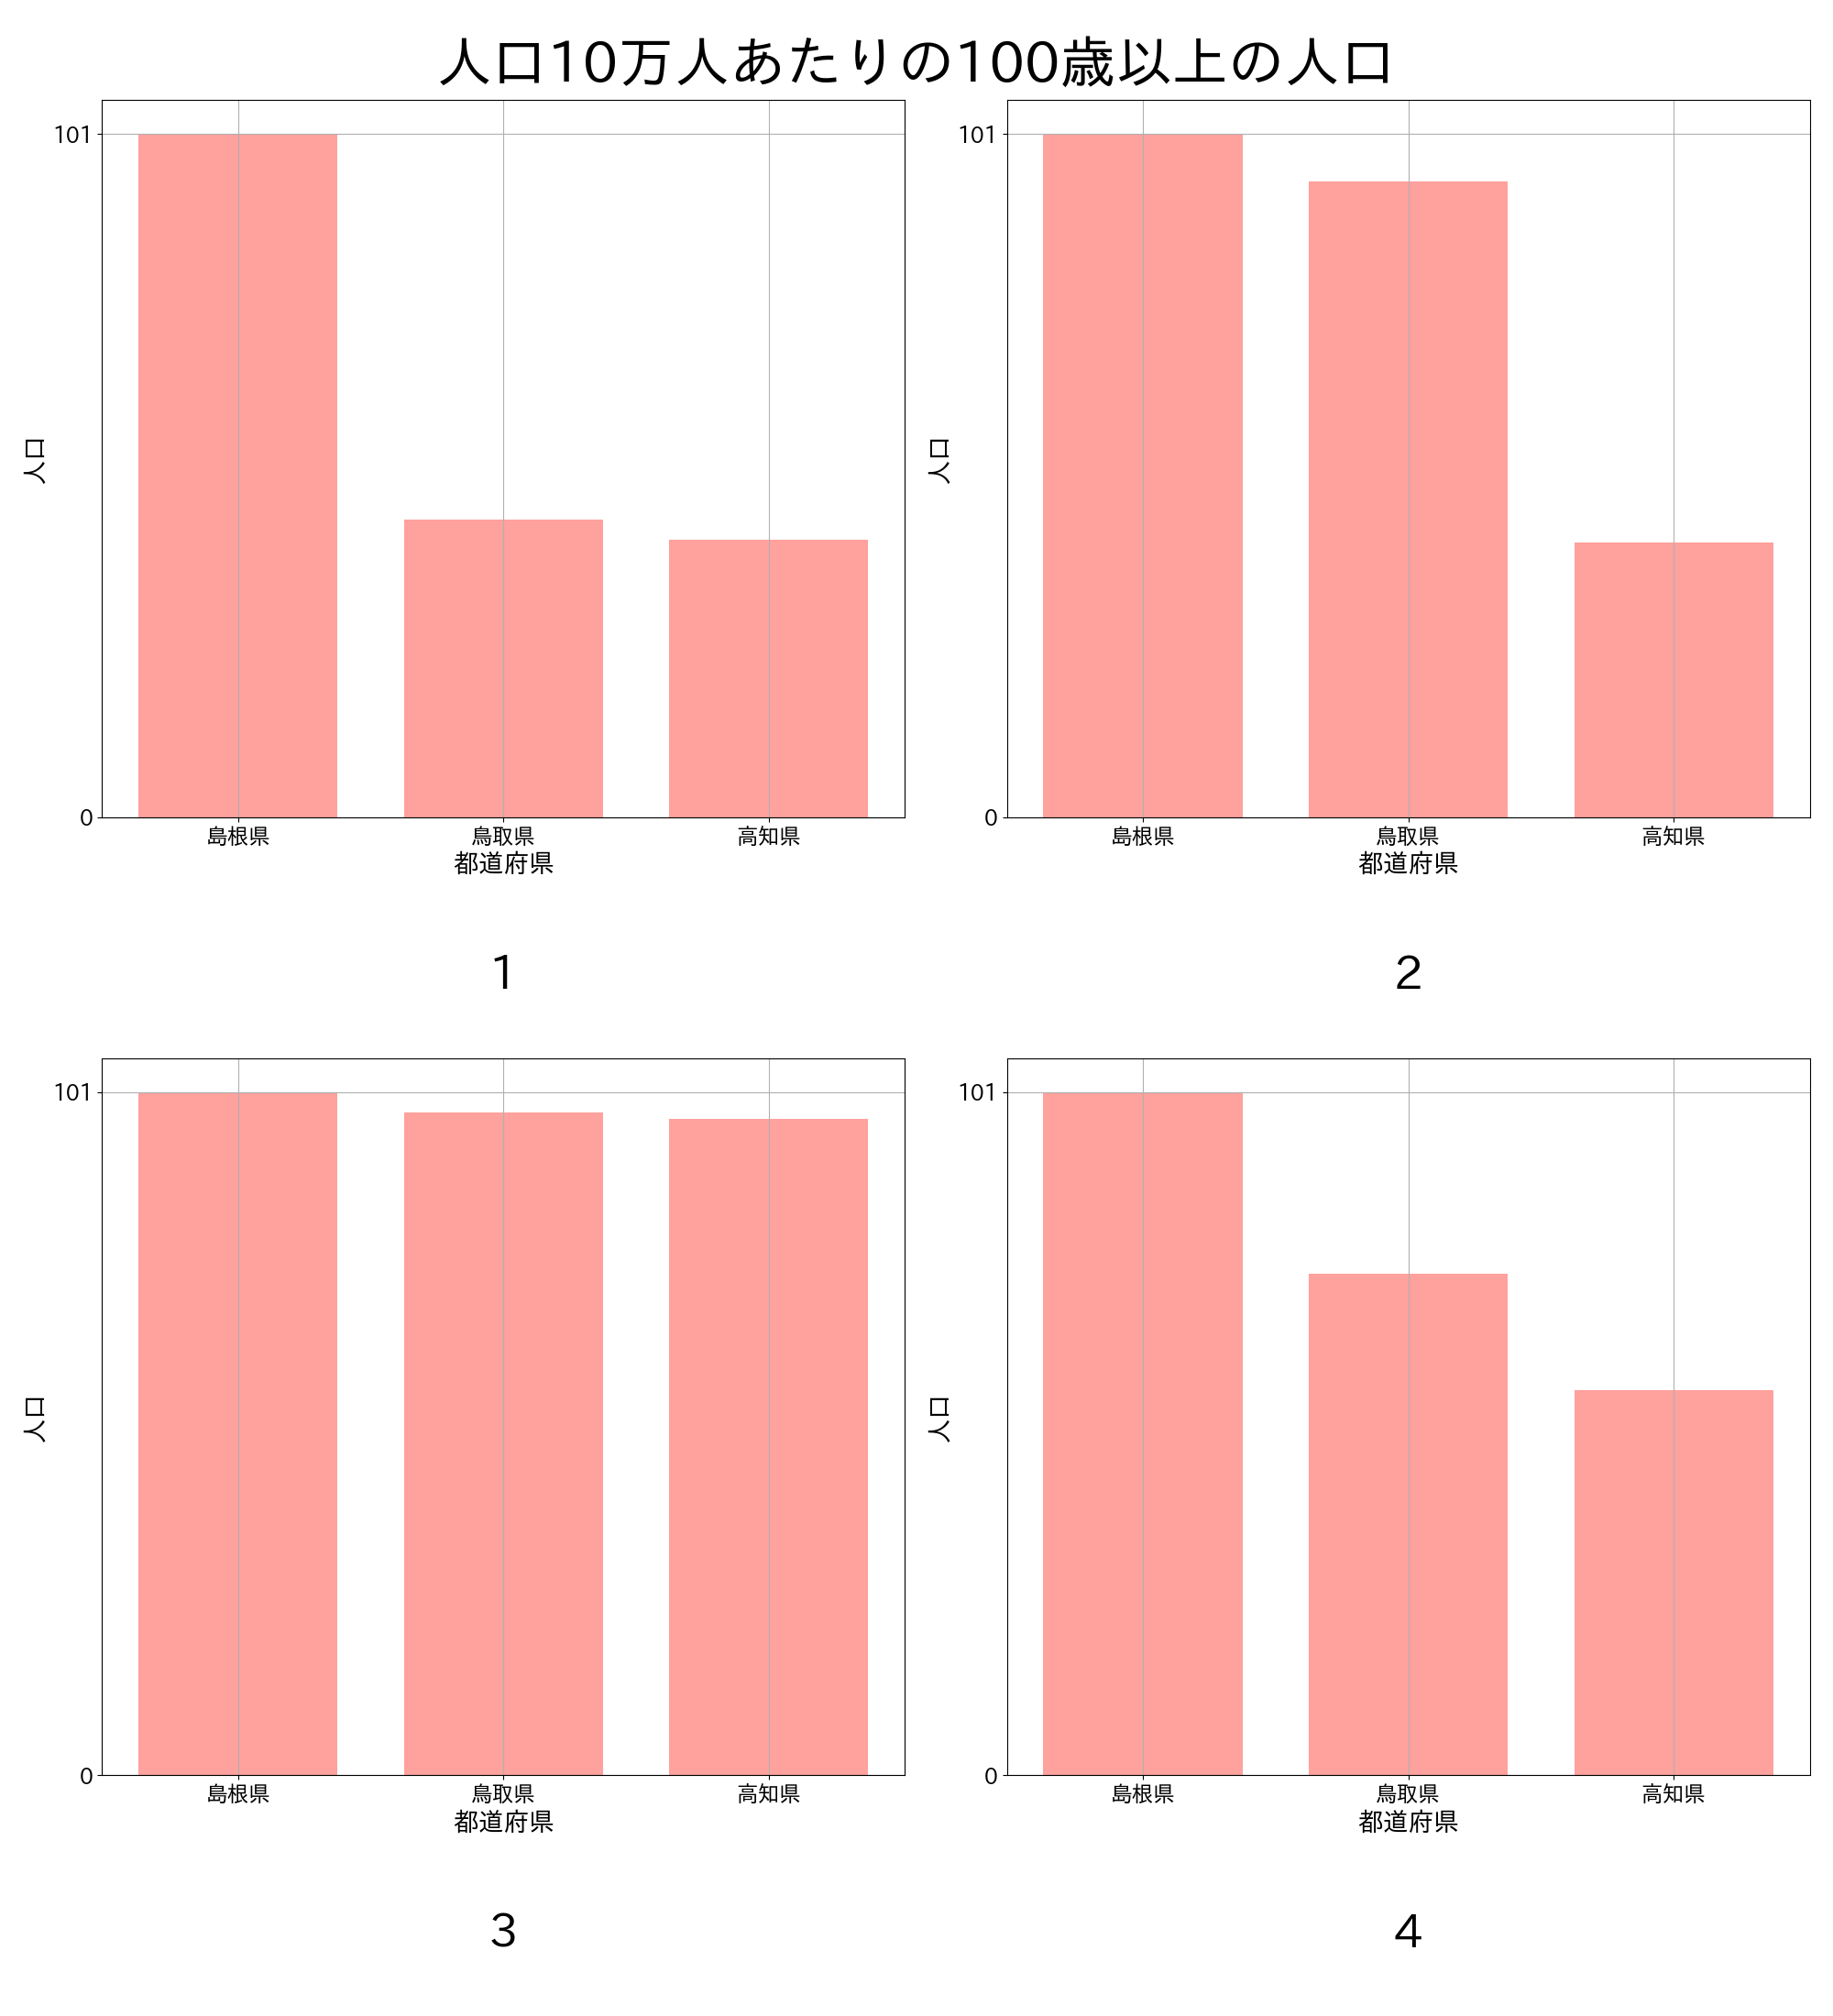 人口10万人あたりの100歳以上の人口
101
0
人口
島根県 鳥取県 高知県
都道府県
1
101
0
人口
島根県 鳥取県 高知県
都道府県
2
101
0
人口
島根県 鳥取県 高知県
都道府県
3
101
0
人口
島根県 鳥取県 高知県
都道府県
4